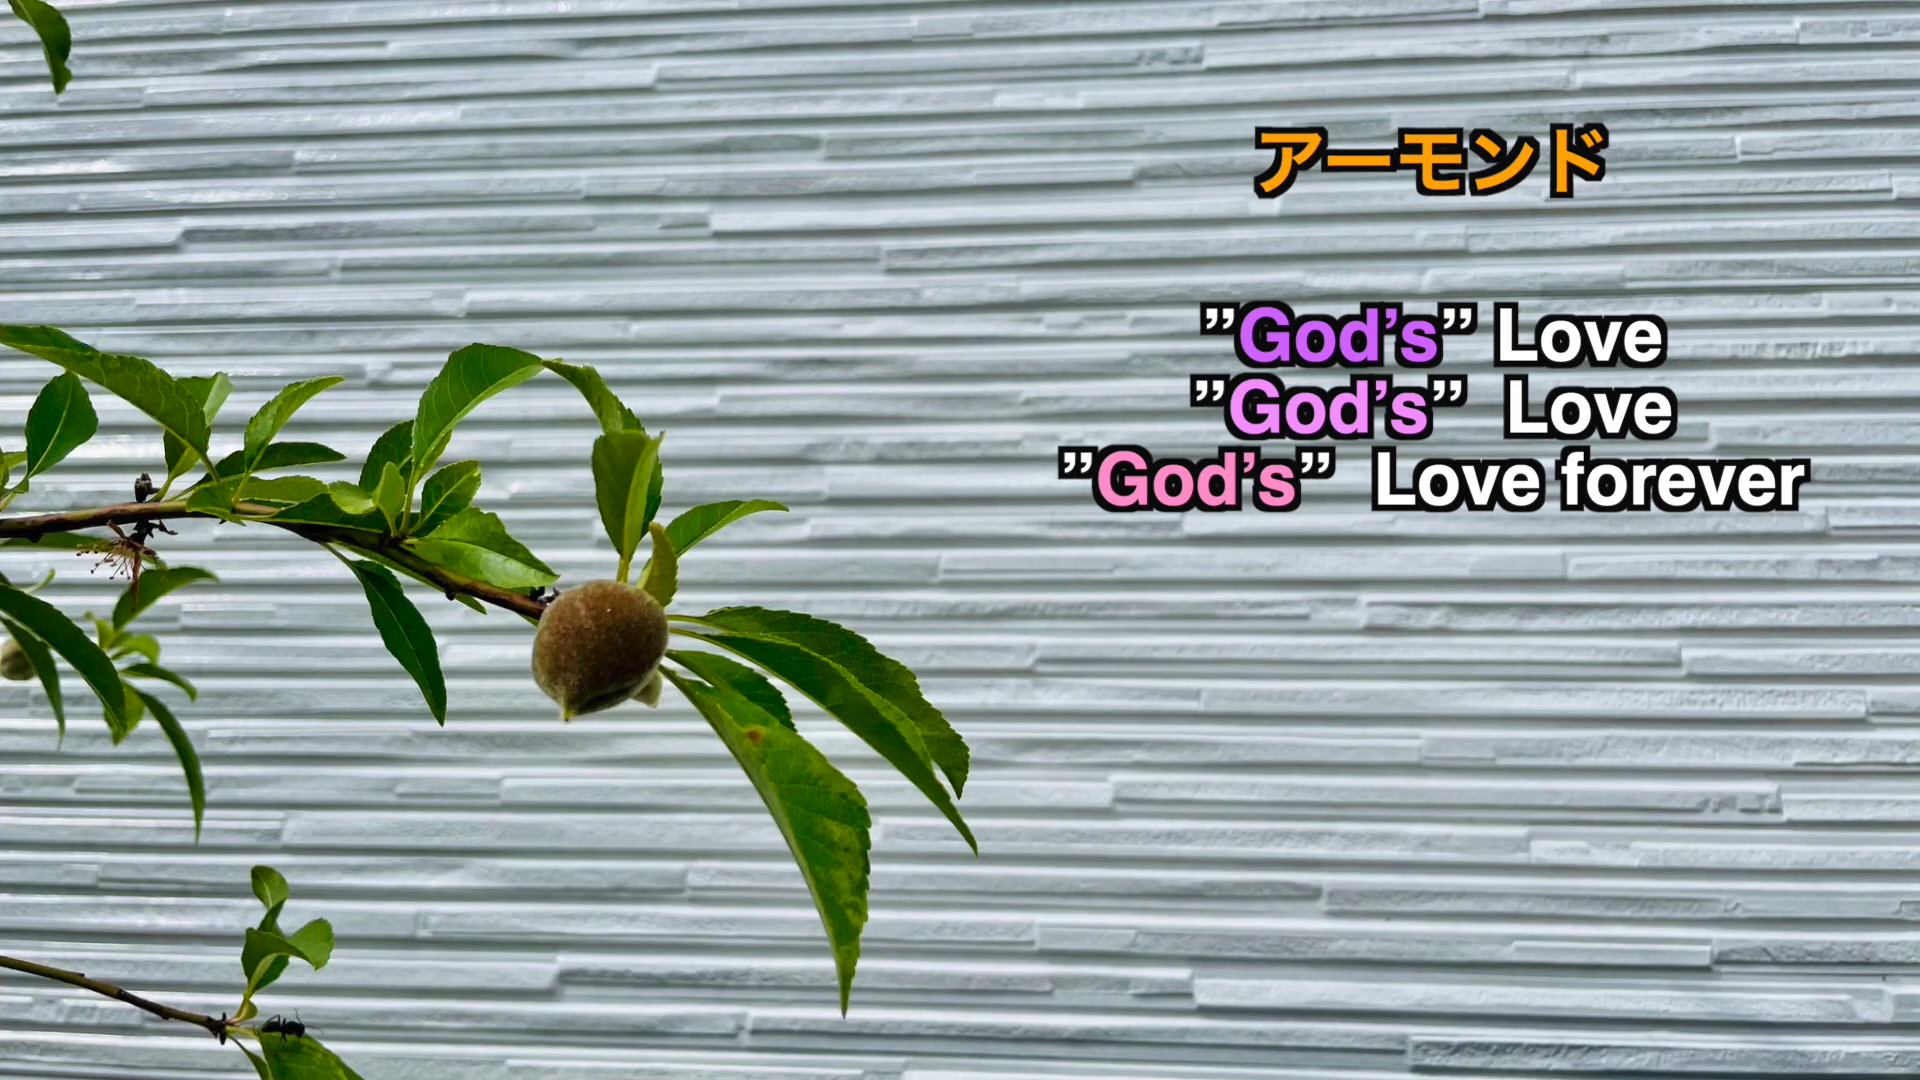 アーモンド
”God’s” Love
”God’s” Love
”God’s” Love forever